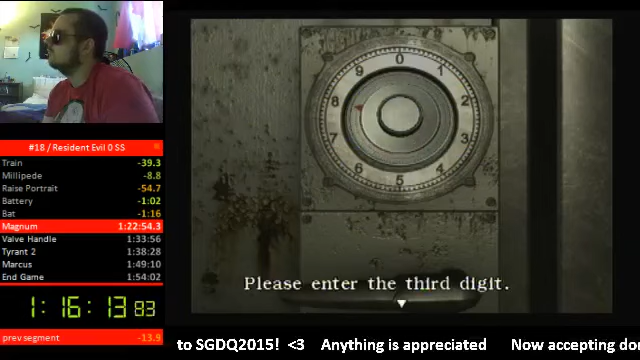 #18 / Resident Evil 0 SS
Train -39.3
Millipede -8.8
Raise Portrait -54.7
Battery -1:02
Bat -1:16
Magnum 1:22:54.3
Valve Handle 1:33:56
Tyrant 2 1:38:28
Marcus 1:49:10
End Game 1:54:02
1:16:13 83
prev segment -13.9
0
1
2
3
4
5
6
7
8
9
Please enter the third digit.
to SGDQ2015! <3 Anything is appreciated Now accepting do